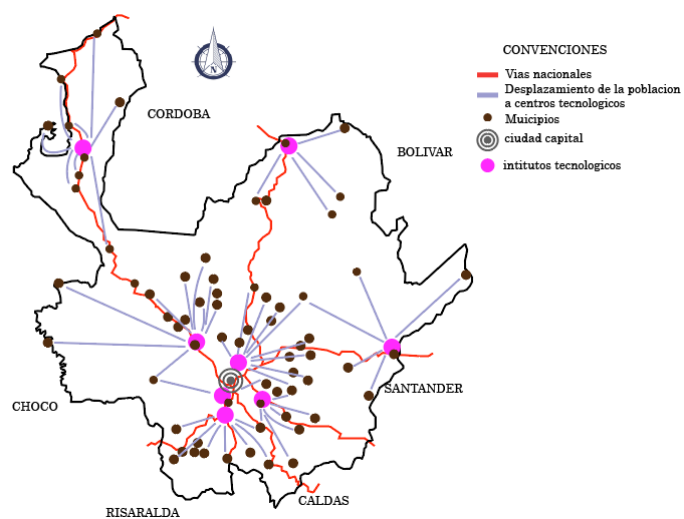 N
CONVENCIONES
Vias nacionales
Desplazamiento de la poblacion
a centros tecnologicos
Muicipios
ciudad capital
intitutos tecnologicos
CORDOBA
BOLIVAR
SANTANDER
CHOCO
CALDAS
RISARALDA